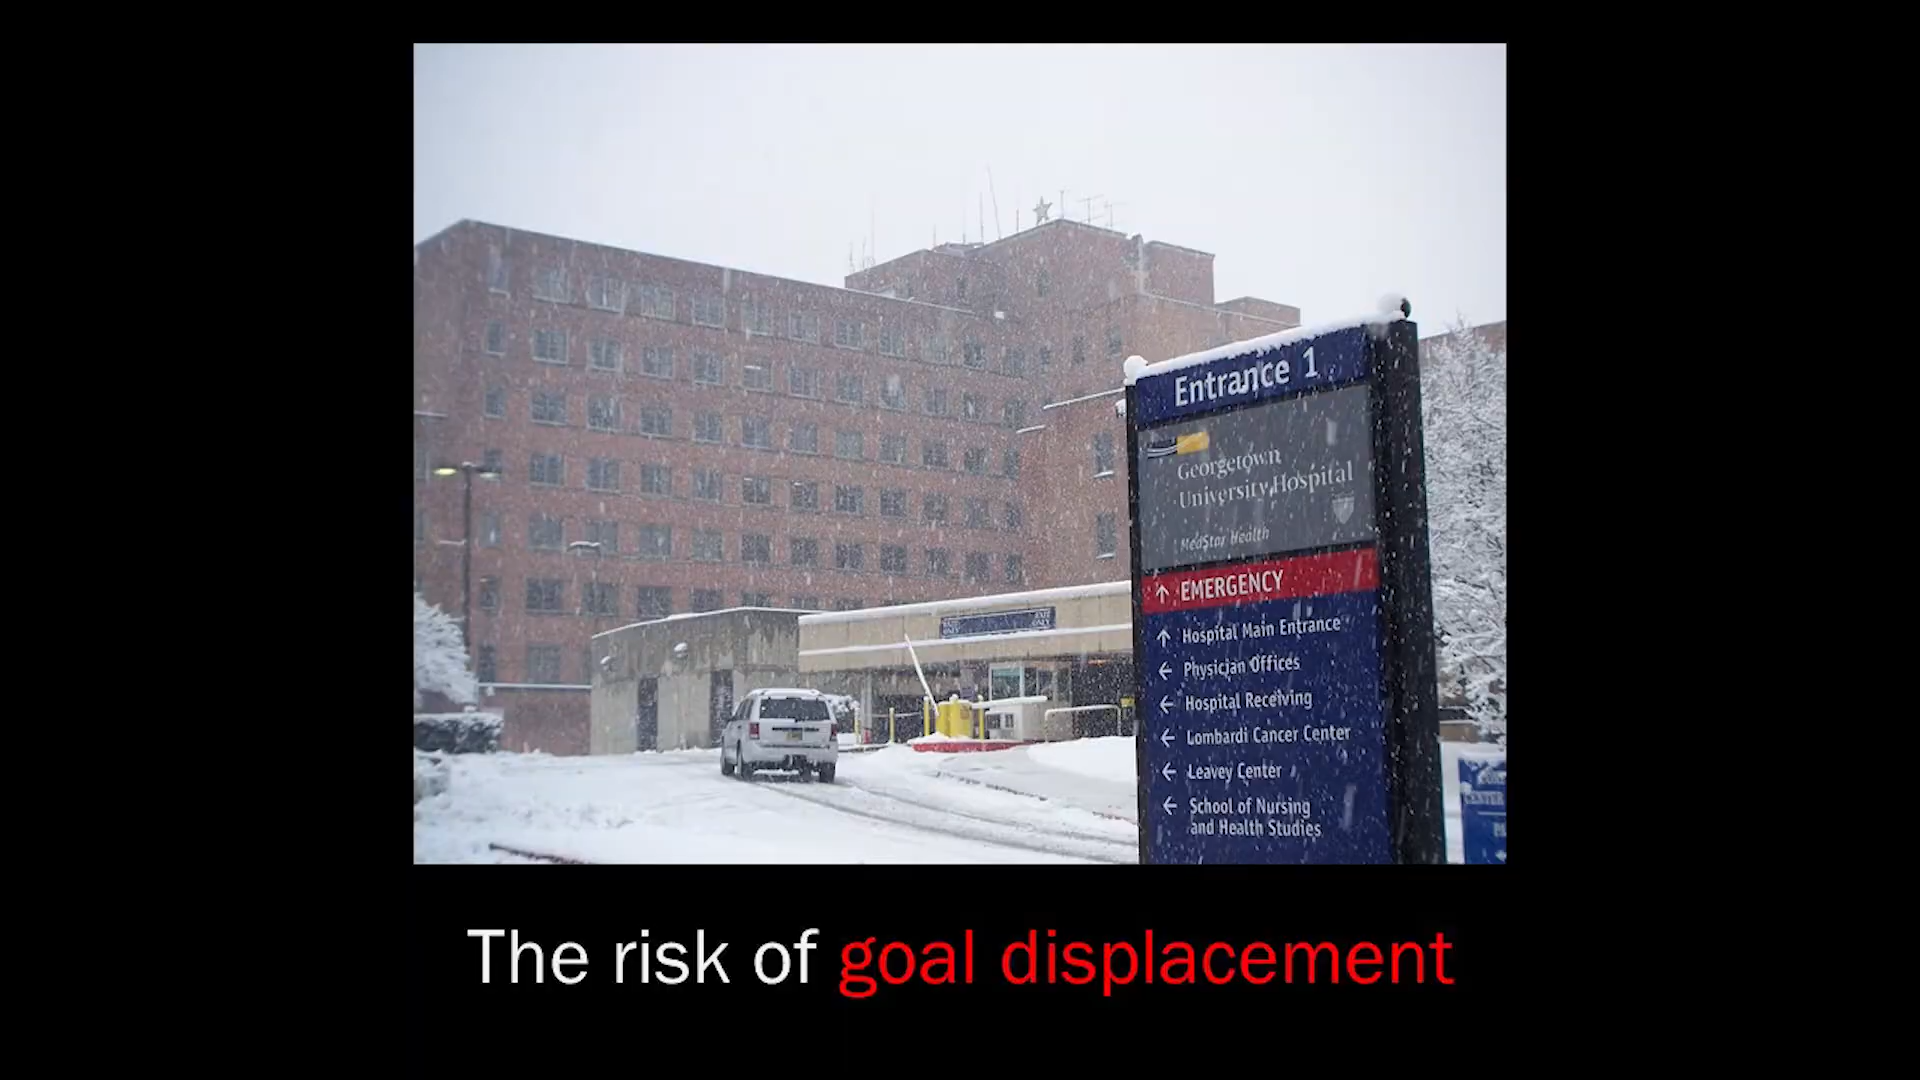 Entrance 1
Georgetown
University Hospital
MedStar Health
↑ EMERGENCY
↑ Hospital Main Entrance
← Physician Offices
← Hospital Receiving
← Lombardi Cancer Center
← Leavey Center
← School of Nursing
and Health Studies
The risk of goal displacement